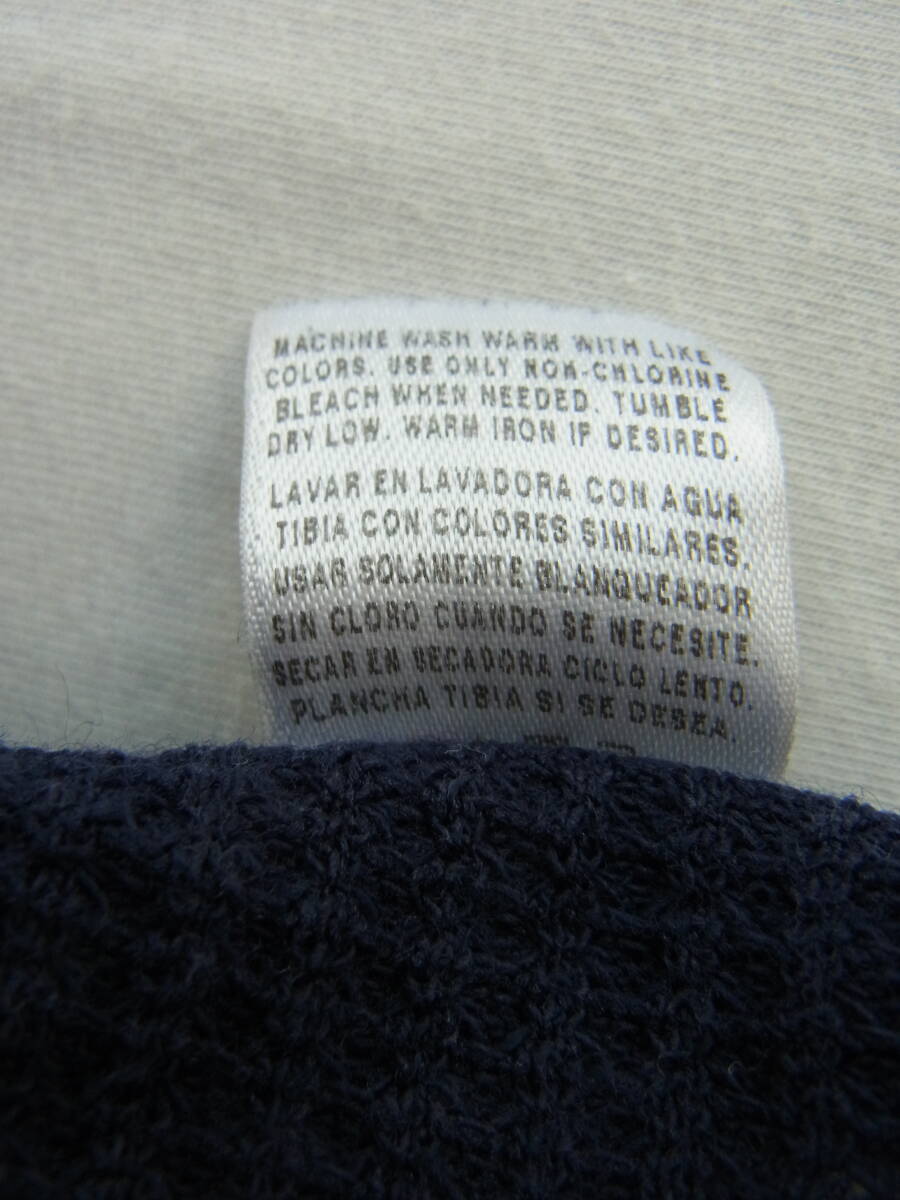 MACHINE WASH WARM WITH LIKE
COLORS. USE ONLY NON-CHLORINE
BLEACH WHEN NEEDED. TUMBLE
DRY LOW. WARM IRON IF DESIRED.
LAVAR EN LAVADORA CON AGUA
TIBIA CON COLORES SIMILARES.
USAR SOLAMENTE BLANQUEADOR
SIN CLORO CUANDO SE NECESITE.
SECAR EN SECADORA CICLO LENTO.
PLANCHA TIBIA SI SE DESEA.